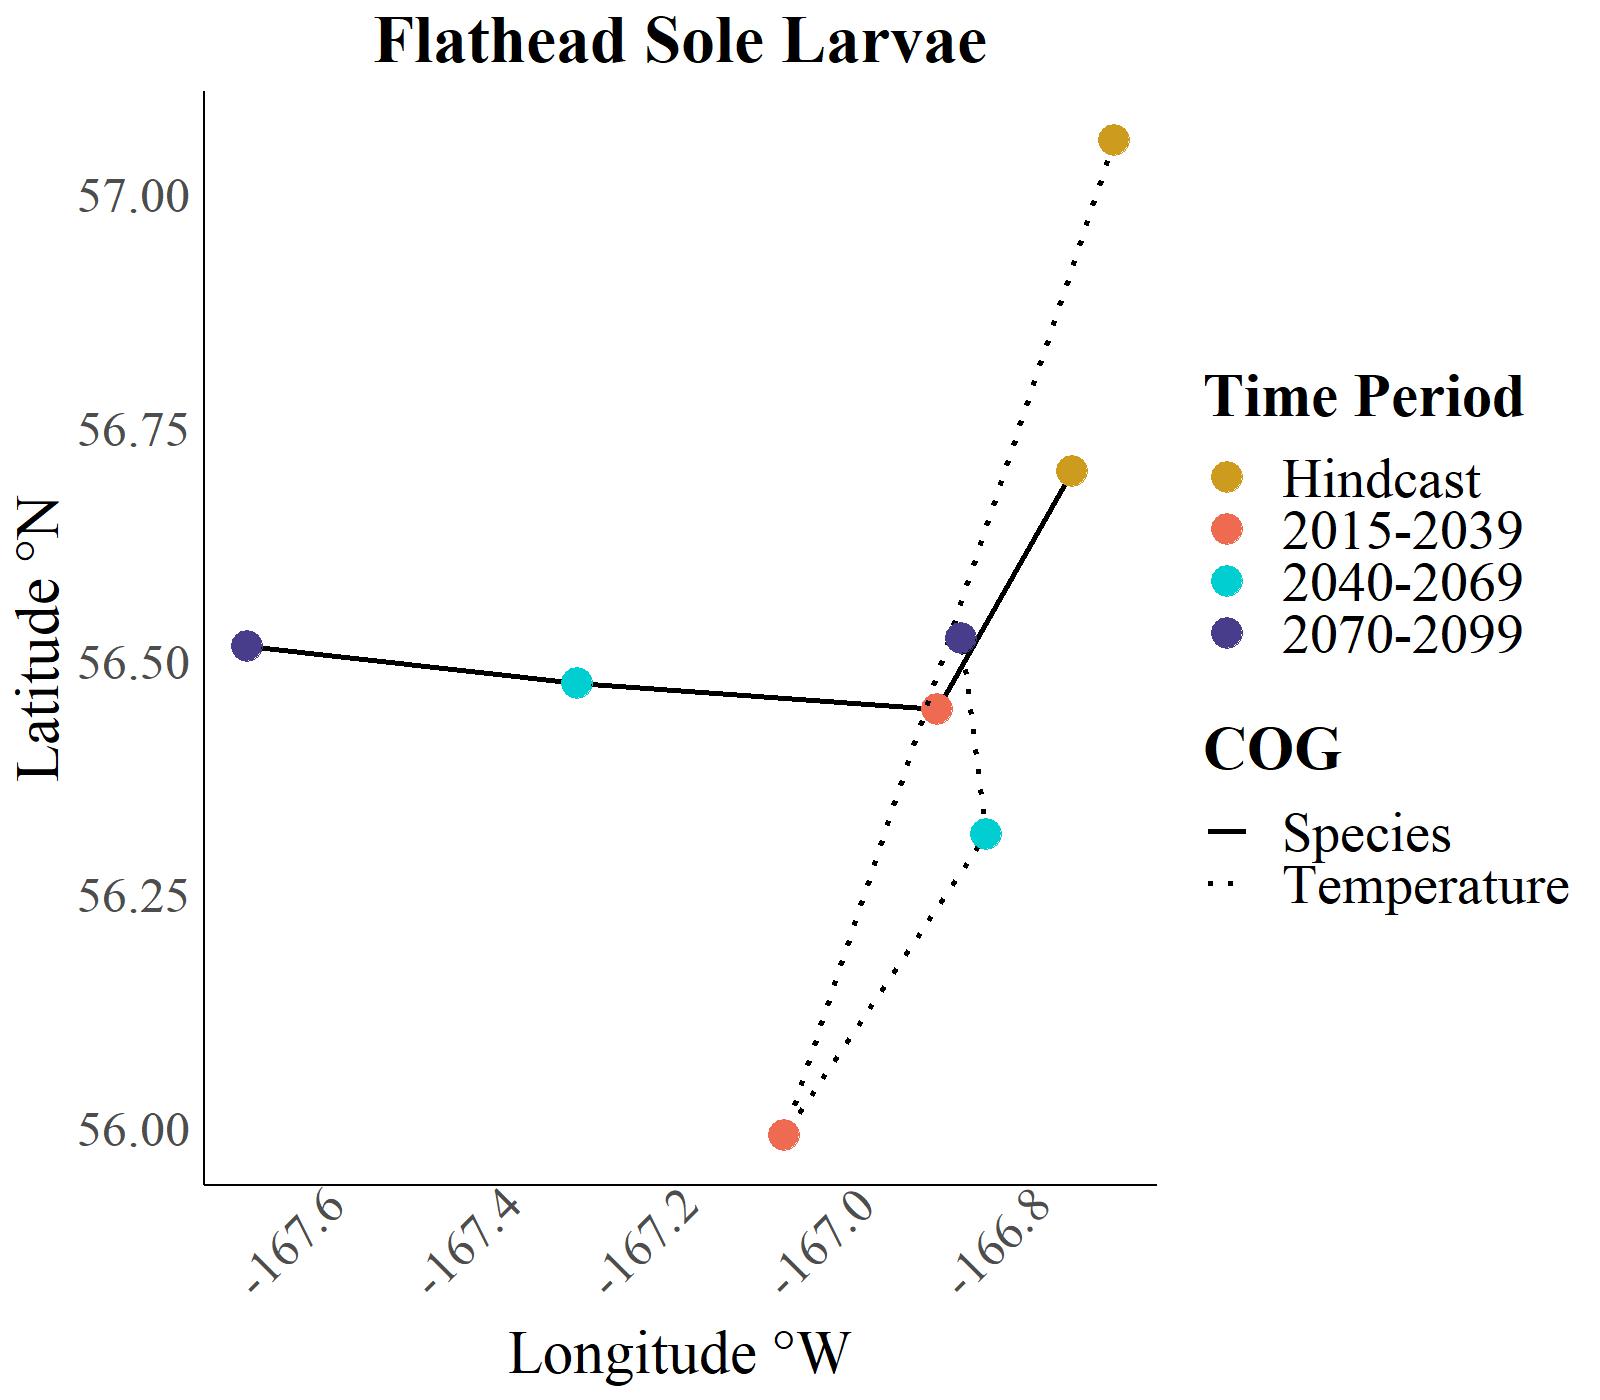 Flathead Sole Larvae
Latitude °N
57.00
56.75
56.50
56.25
56.00
-167.6
-167.4
-167.2
-167.0
-166.8
Longitude °W
Time Period
Hindcast
2015-2039
2040-2069
2070-2099
COG
Species
Temperature